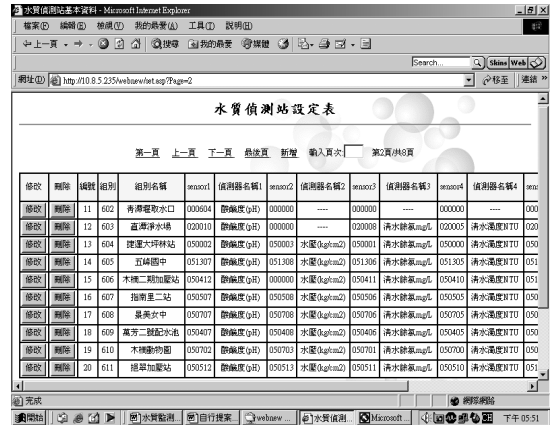 水質偵測站基本資料 - Microsoft Internet Explorer
檔案(F) 編輯(E) 檢視(V) 我的最愛(A) 工具(T) 說明(H)
上一頁 搜尋 我的最愛 媒體
Search... Skins Web
網址(D) http://10.8.5.235/webnew/set.asp?Page=2 移至 連結 »
水質偵測站設定表
第一頁 上一頁 下一頁 最後頁 新增 輸入頁次: 第2頁/共8頁
修改 刪除 編號 組別 組別名稱 sensor1 偵測器名稱1 sensor2 偵測器名稱2 sensor3 偵測器名稱3 sensor4 偵測器名稱4 sens
修改 刪除 11 602 青潭堰取水口 000604 酸鹼度(pH) 000000 ---- 000000 ---- 000000 ---- 000
修改 刪除 12 603 直潭淨水場 020010 酸鹼度(pH) 000000 ---- 020008 清水餘氯mg/L 020005 清水濁度NTU 020
修改 刪除 13 604 捷運大坪林站 050002 酸鹼度(pH) 050003 水壓(kg/cm2) 050001 清水餘氯mg/L 050000 清水濁度NTU 050
修改 刪除 14 605 五峰國中 051307 酸鹼度(pH) 051308 水壓(kg/cm2) 051306 清水餘氯mg/L 051305 清水濁度NTU 051
修改 刪除 15 606 木柵二期加壓站 050412 酸鹼度(pH) 000000 水壓(kg/cm2) 050411 清水餘氯mg/L 050410 清水濁度NTU 051
修改 刪除 16 607 指南里二站 050507 酸鹼度(pH) 050508 水壓(kg/cm2) 050506 清水餘氯mg/L 050505 清水濁度NTU 050
修改 刪除 17 608 景美女中 050707 酸鹼度(pH) 050708 水壓(kg/cm2) 050706 清水餘氯mg/L 050705 清水濁度NTU 050
修改 刪除 18 609 萬芳二號配水池 050407 酸鹼度(pH) 050408 水壓(kg/cm2) 050406 清水餘氯mg/L 050405 清水濁度NTU 050
修改 刪除 19 610 木柵動物園 050702 酸鹼度(pH) 050703 水壓(kg/cm2) 050701 清水餘氯mg/L 050700 清水濁度NTU 050
修改 刪除 20 611 挹翠加壓站 050512 酸鹼度(pH) 050513 水壓(kg/cm2) 050511 清水餘氯mg/L 050510 清水濁度NTU 050
完成 網際網路
開始 水質監測... 自行提案... webnew ... 水質偵測... Microsoft ... 下午 05:51